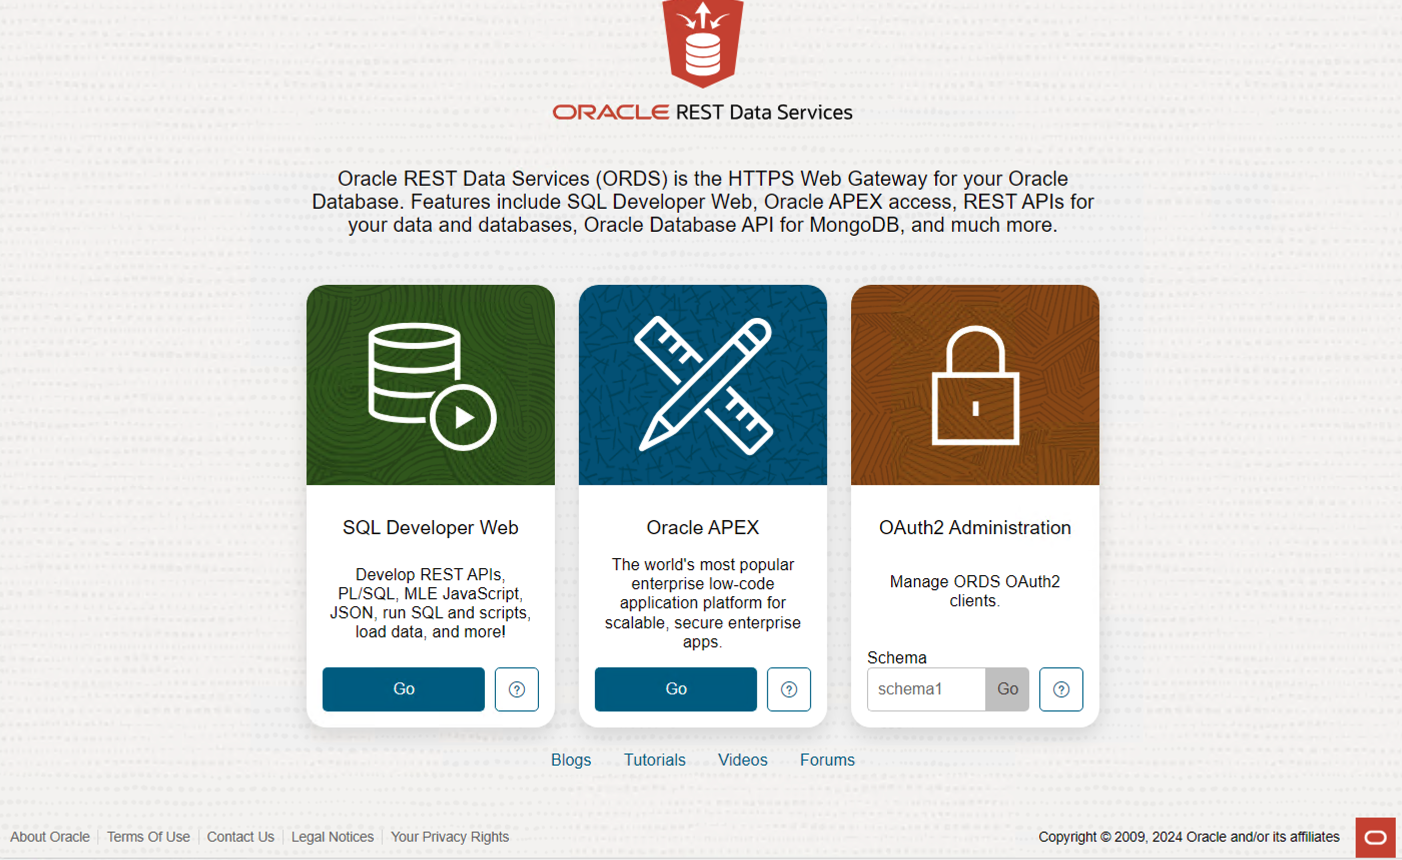 ORACLE REST Data Services
Oracle REST Data Services (ORDS) is the HTTPS Web Gateway for your Oracle
Database. Features include SQL Developer Web, Oracle APEX access, REST APIs for
your data and databases, Oracle Database API for MongoDB, and much more.
SQL Developer Web
Develop REST APIs,
PL/SQL, MLE JavaScript,
JSON, run SQL and scripts,
load data, and more!
Go
?
Oracle APEX
The world's most popular
enterprise low-code
application platform for
scalable, secure enterprise
apps.
Go
?
OAuth2 Administration
Manage ORDS OAuth2
clients.
Schema
schema1
Go
?
Blogs
Tutorials
Videos
Forums
About Oracle
Terms Of Use
Contact Us
Legal Notices
Your Privacy Rights
Copyright © 2009, 2024 Oracle and/or its affiliates